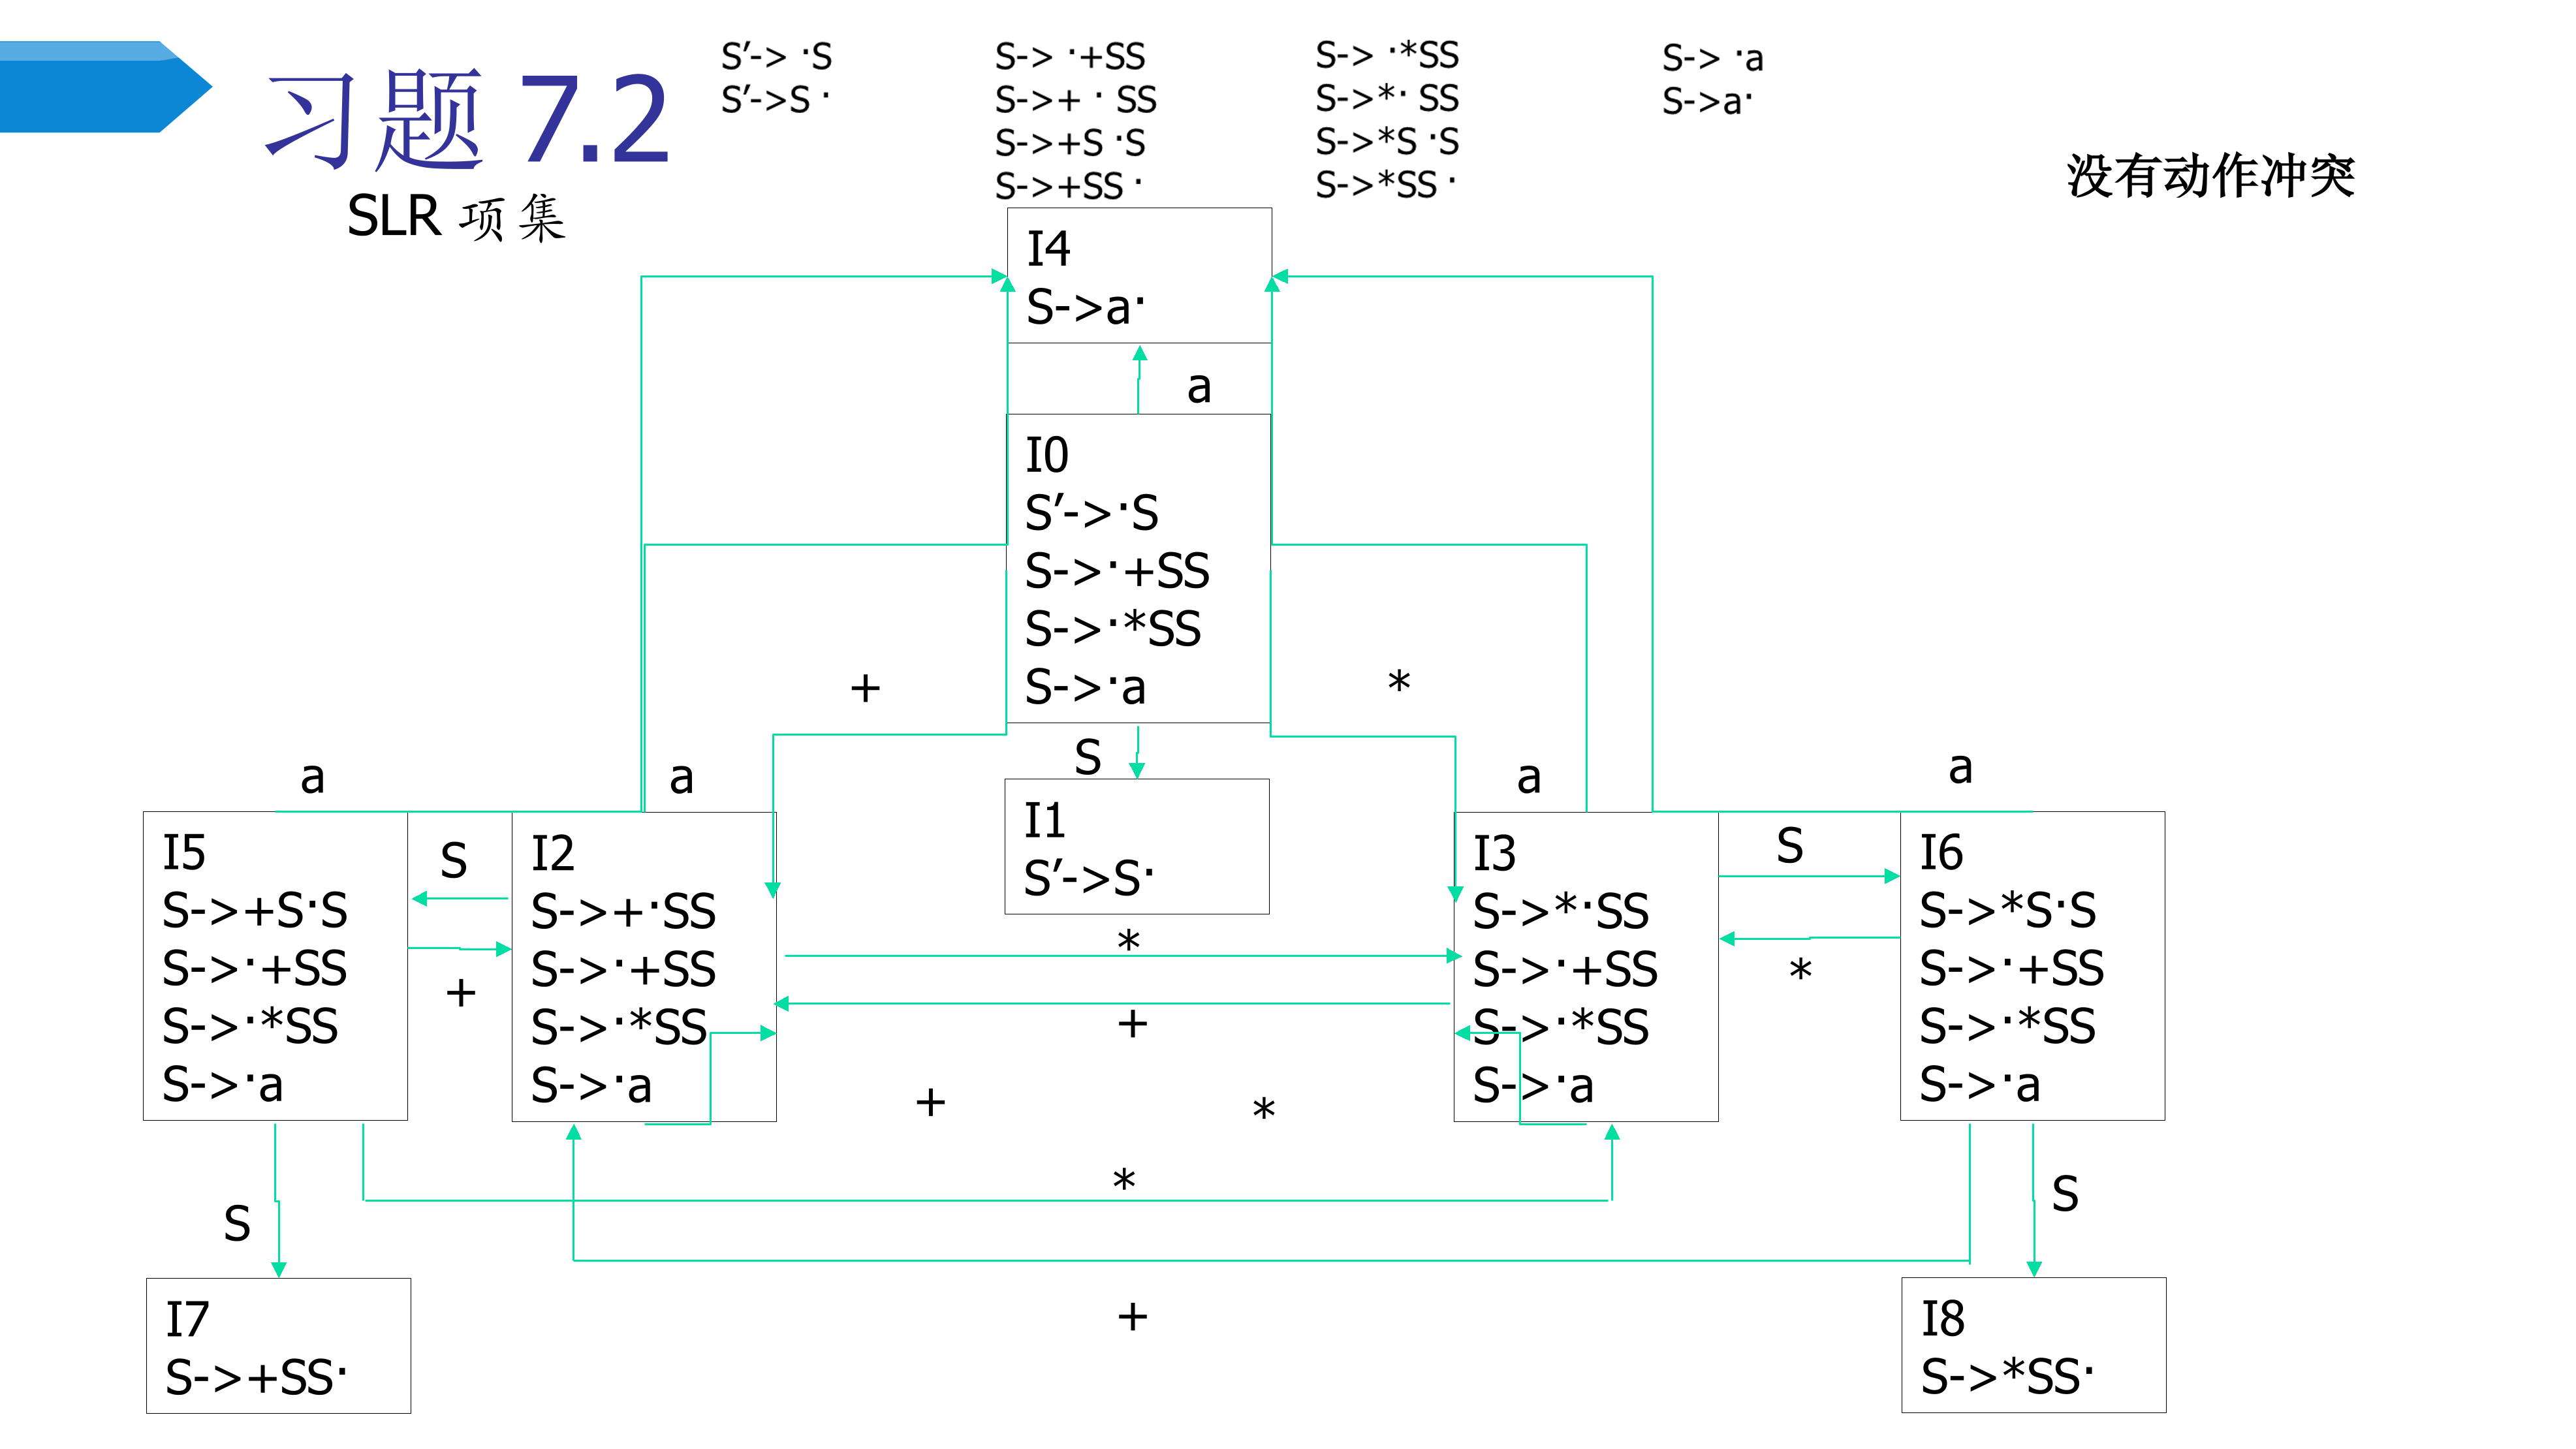 习题 7.2
SLR 项集
S′-> ·S
S′->S ·
S-> ·+SS
S->+ · SS
S->+S ·S
S->+SS ·
S-> ·*SS
S->*· SS
S->*S ·S
S->*SS ·
S-> ·a
S->a·
没有动作冲突
I4
S->a·
a
I0
S′->·S
S->·+SS
S->·*SS
S->·a
+
*
S
a
a
a
a
I1
S′->S·
I5
S->+S·S
S->·+SS
S->·*SS
S->·a
S
+
I2
S->+·SS
S->·+SS
S->·*SS
S->·a
*
+
+
*
I3
S->*·SS
S->·+SS
S->·*SS
S->·a
S
*
I6
S->*S·S
S->·+SS
S->·*SS
S->·a
*
S
S
+
I7
S->+SS·
I8
S->*SS·